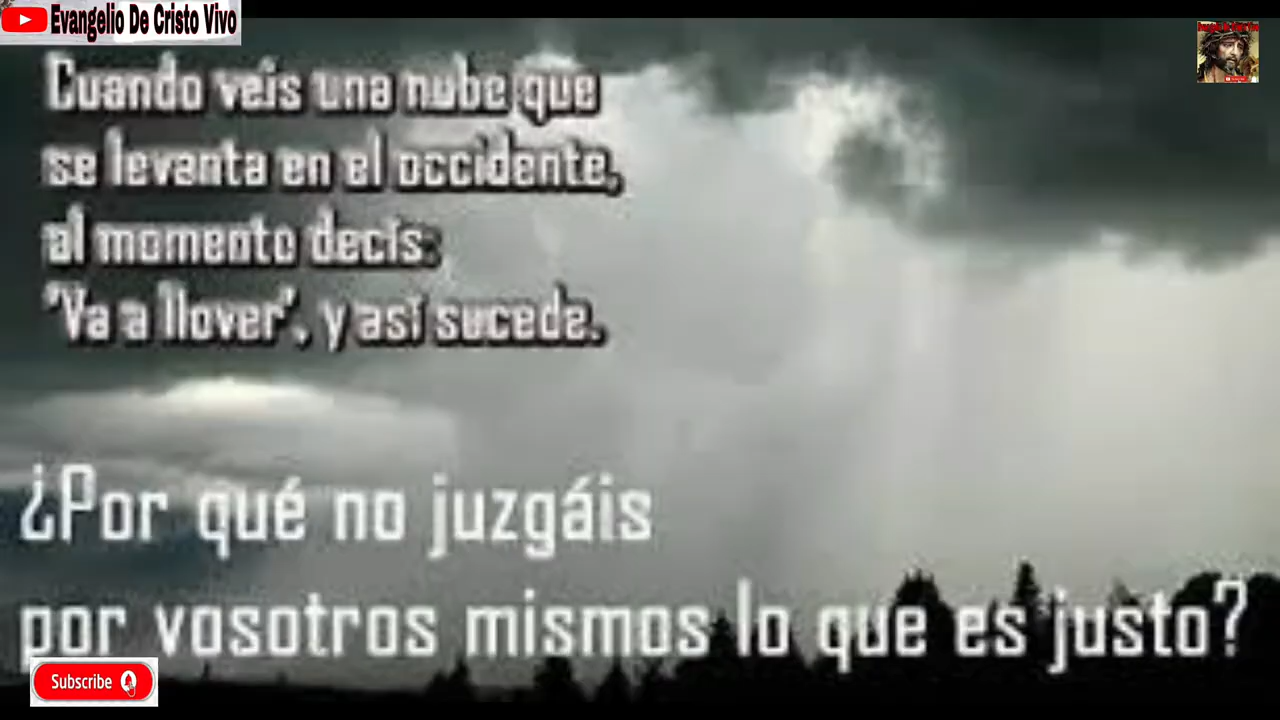 Evangelio De Cristo Vivo
Cuando veis una nube que
se levanta en el occidente,
al momento decís:
"Va a llover", y así sucede.
¿Por qué no juzgáis
por vosotros mismos lo que es justo?
Subscribe